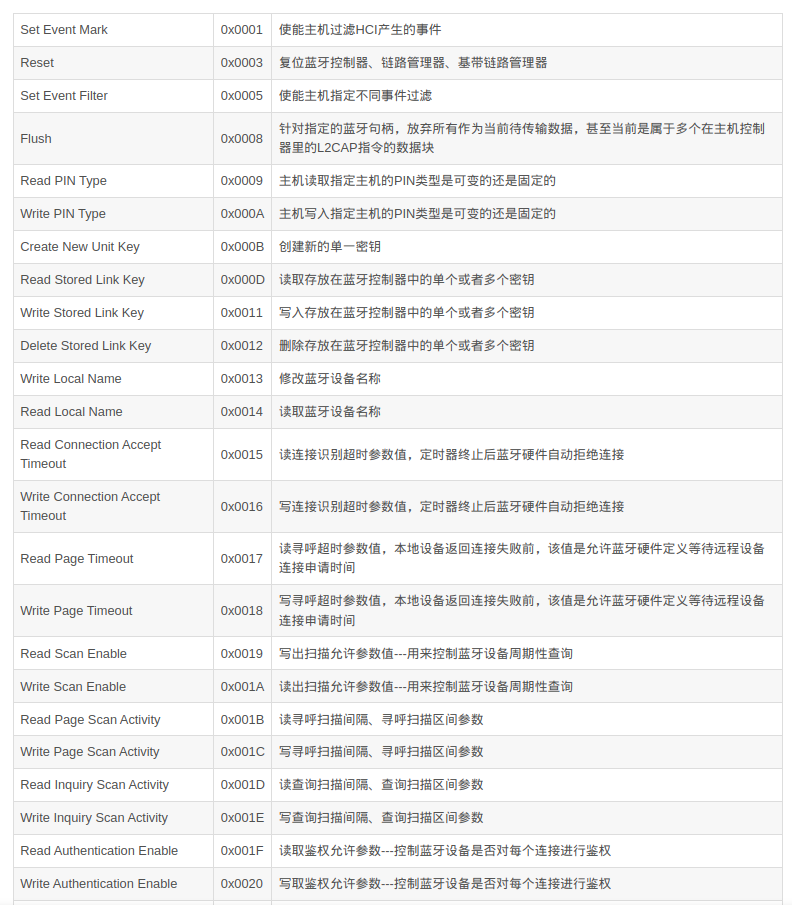 Set Event Mark 0x0001 使能主机过滤HCI产生的事件
Reset 0x0003 复位蓝牙控制器、链路管理器、基带链路管理器
Set Event Filter 0x0005 使能主机指定不同事件过滤
Flush 0x0008 针对指定的蓝牙句柄，放弃所有作为当前待传输数据，甚至当前是属于多个在主机控制
器里的L2CAP指令的数据块
Read PIN Type 0x0009 主机读取指定主机的PIN类型是可变的还是固定的
Write PIN Type 0x000A 主机写入指定主机的PIN类型是可变的还是固定的
Create New Unit Key 0x000B 创建新的单一密钥
Read Stored Link Key 0x000D 读取存放在蓝牙控制器中的单个或者多个密钥
Write Stored Link Key 0x0011 写入存放在蓝牙控制器中的单个或者多个密钥
Delete Stored Link Key 0x0012 删除存放在蓝牙控制器中的单个或者多个密钥
Write Local Name 0x0013 修改蓝牙设备名称
Read Local Name 0x0014 读取蓝牙设备名称
Read Connection Accept
Timeout 0x0015 读连接识别超时参数值，定时器终止后蓝牙硬件自动拒绝连接
Write Connection Accept
Timeout 0x0016 写连接识别超时参数值，定时器终止后蓝牙硬件自动拒绝连接
Read Page Timeout 0x0017 读寻呼超时参数值，本地设备返回连接失败前，该值是允许蓝牙硬件定义等待远程设备
连接申请时间
Write Page Timeout 0x0018 写寻呼超时参数值，本地设备返回连接失败前，该值是允许蓝牙硬件定义等待远程设备
连接申请时间
Read Scan Enable 0x0019 写出扫描允许参数值---用来控制蓝牙设备周期性查询
Write Scan Enable 0x001A 读出扫描允许参数值---用来控制蓝牙设备周期性查询
Read Page Scan Activity 0x001B 读寻呼扫描间隔、寻呼扫描区间参数
Write Page Scan Activity 0x001C 写寻呼扫描间隔、寻呼扫描区间参数
Read Inquiry Scan Activity 0x001D 读查询扫描间隔、查询扫描区间参数
Write Inquiry Scan Activity 0x001E 写查询扫描间隔、查询扫描区间参数
Read Authentication Enable 0x001F 读取鉴权允许参数---控制蓝牙设备是否对每个连接进行鉴权
Write Authentication Enable 0x0020 写取鉴权允许参数---控制蓝牙设备是否对每个连接进行鉴权